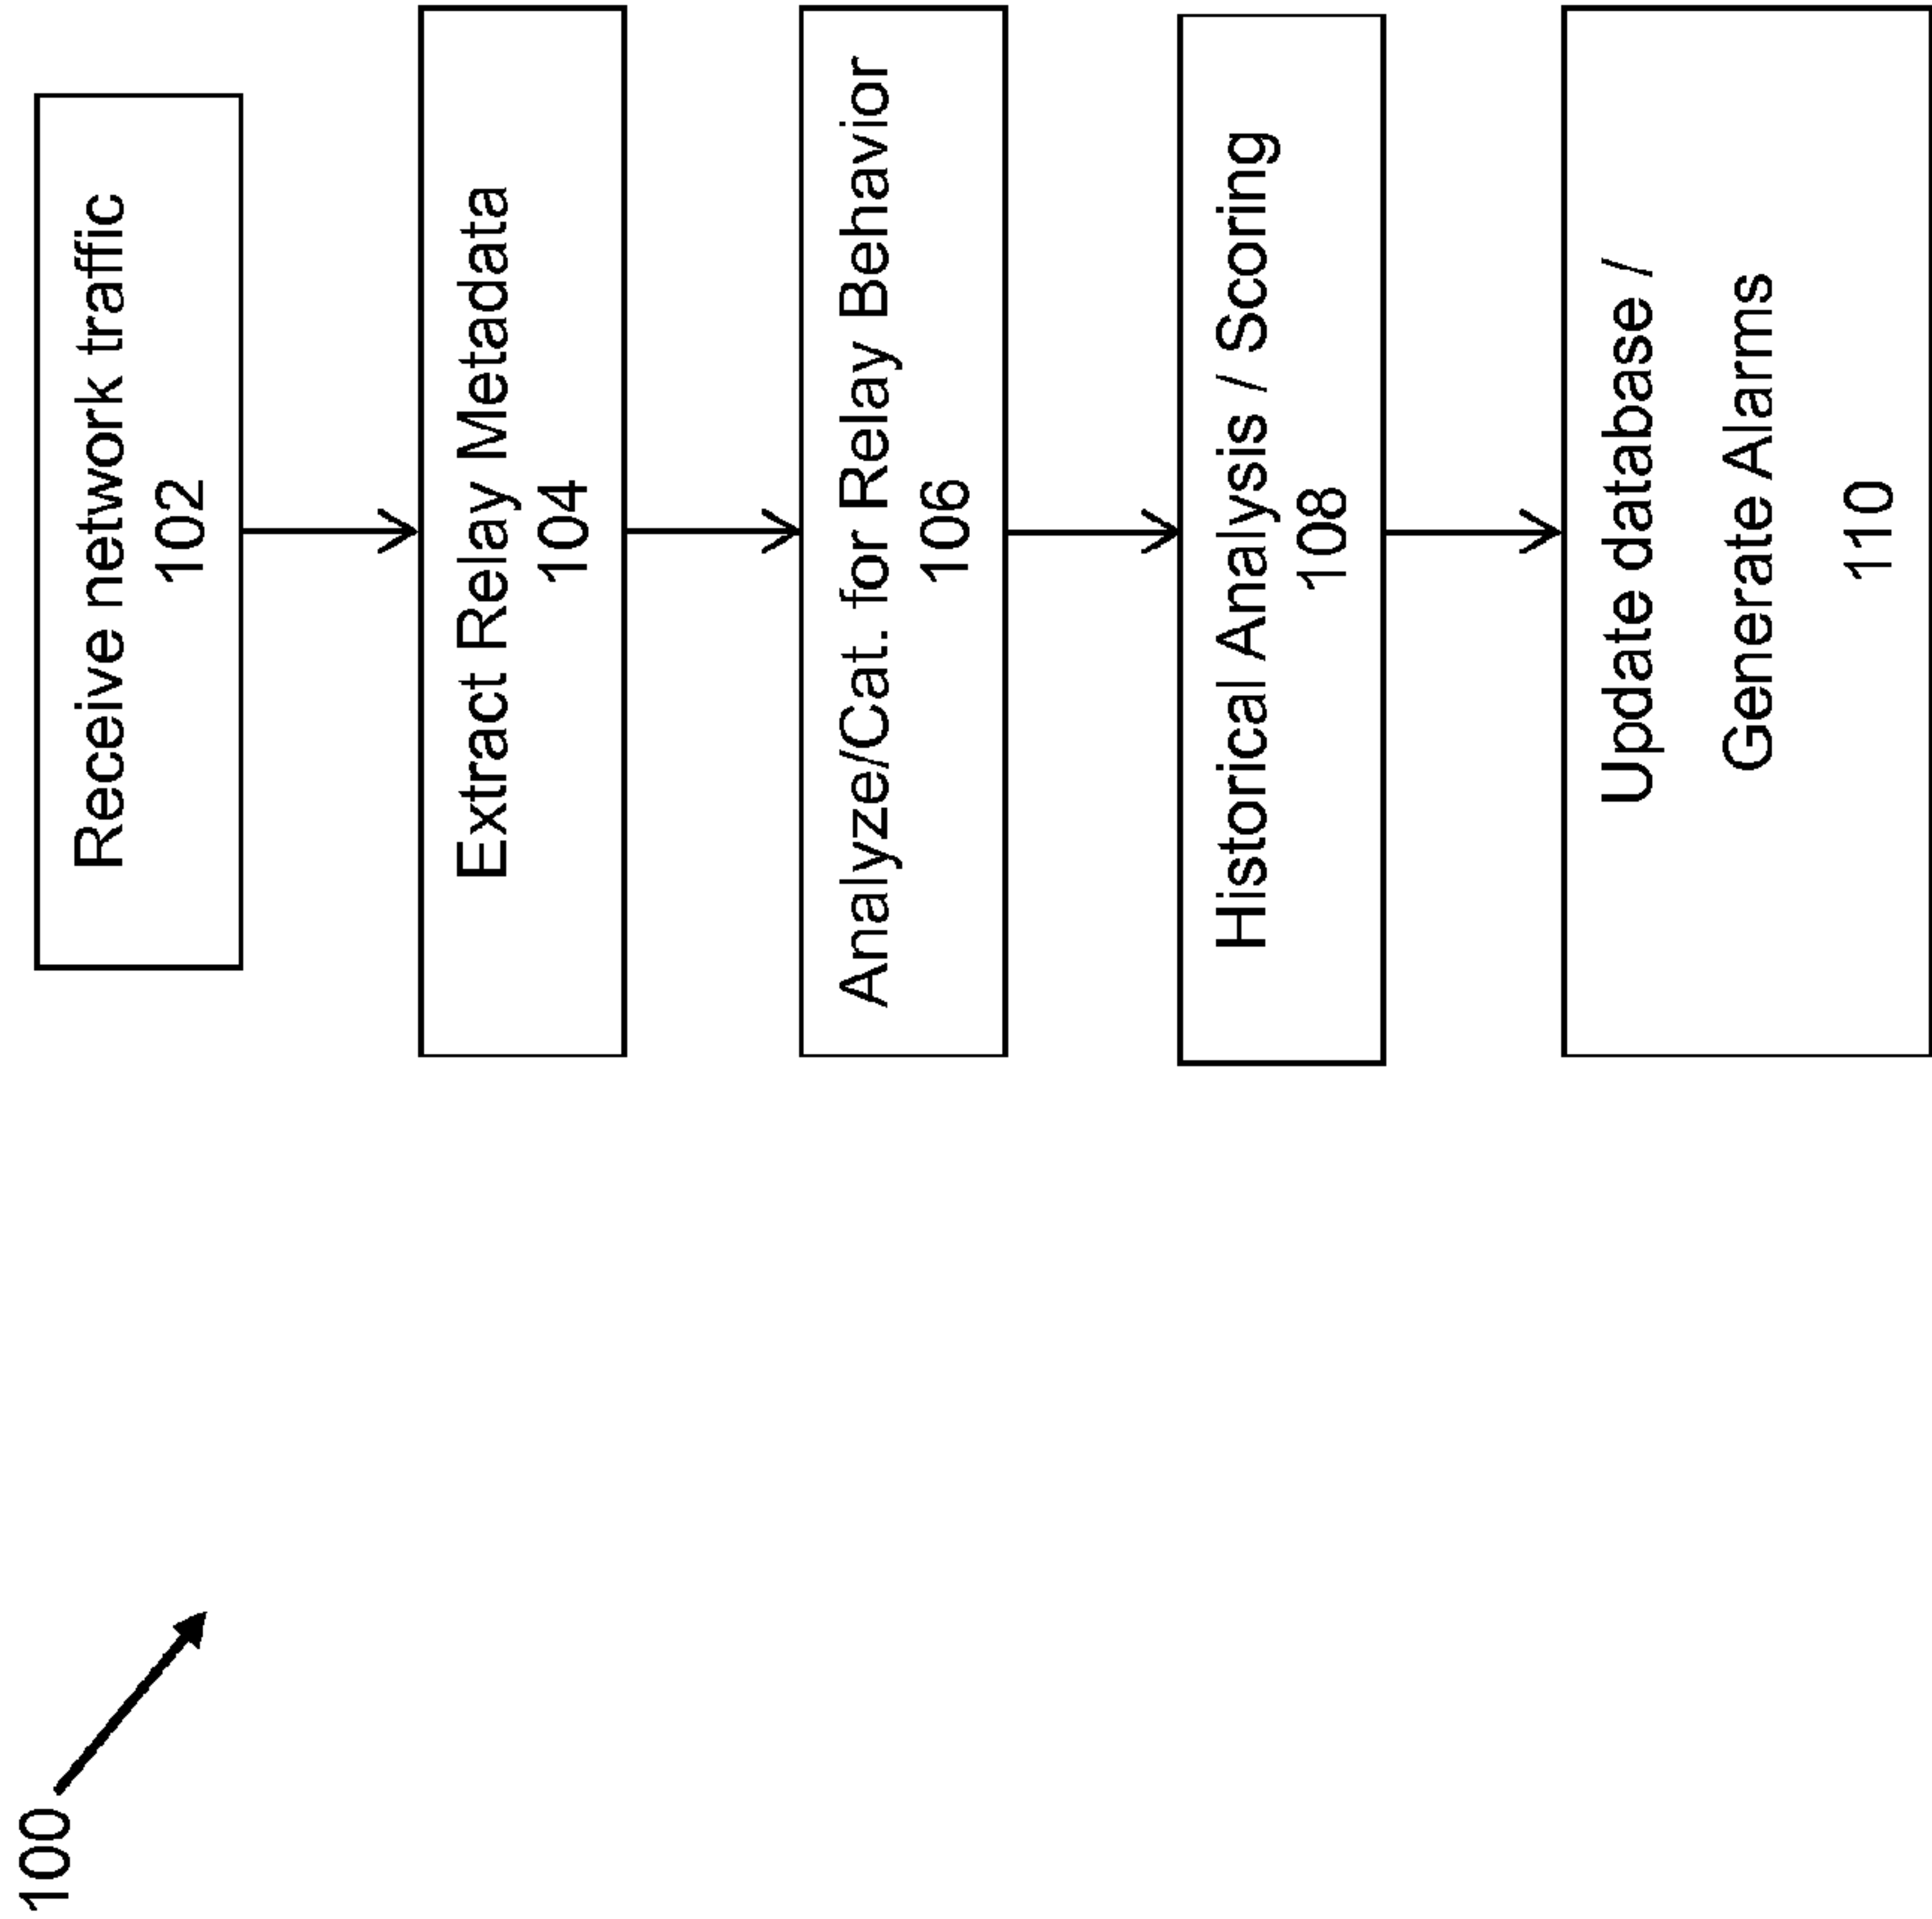 100
Receive network traffic
102
Extract Relay Metadata
104
Analyze/Cat. for Relay Behavior
106
Historical Analysis / Scoring
108
Update database /
Generate Alarms
110